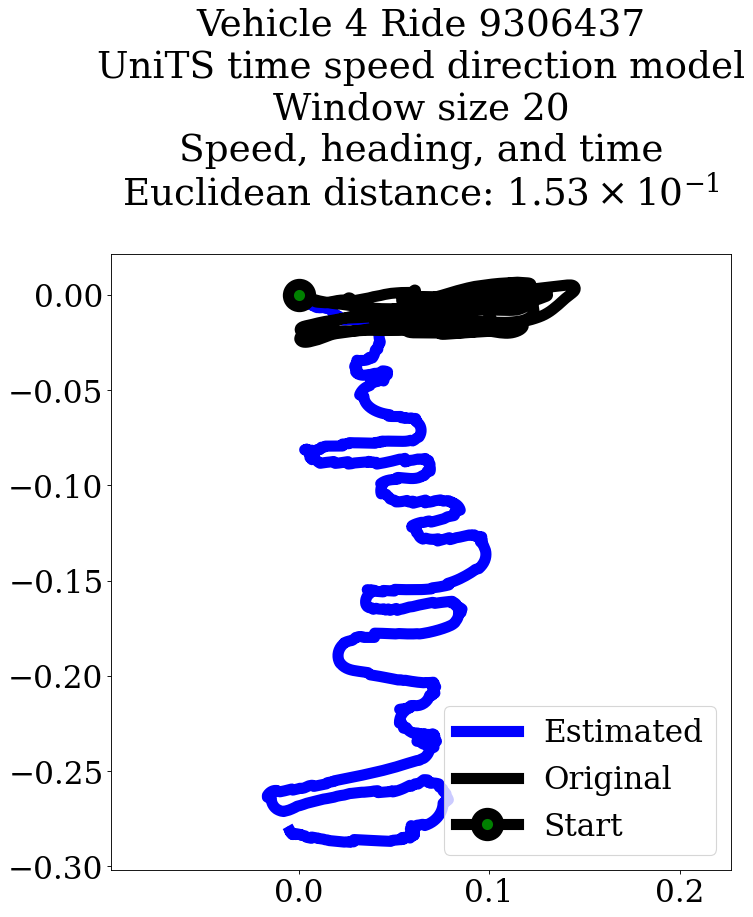 Vehicle 4 Ride 9306437
UniTS time speed direction model
Window size 20
Speed, heading, and time
Euclidean distance: 1.53 × 10⁻¹
0.00
−0.05
−0.10
−0.15
−0.20
−0.25
−0.30
0.0
0.1
0.2
Estimated
Original
Start